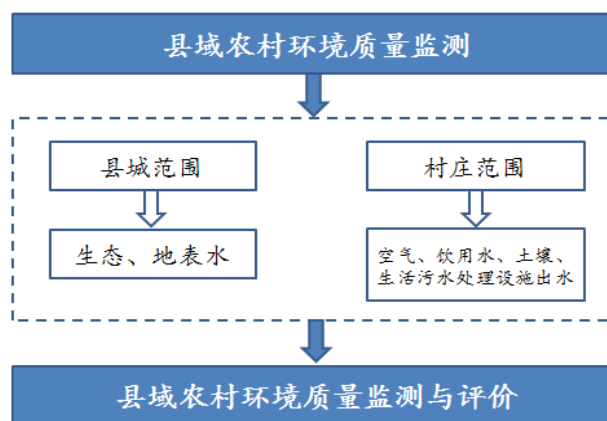 县域农村环境质量监测
县城范围
村庄范围
生态、地表水
空气、饮用水、土壤、
生活污水处理设施出水
县域农村环境质量监测与评价